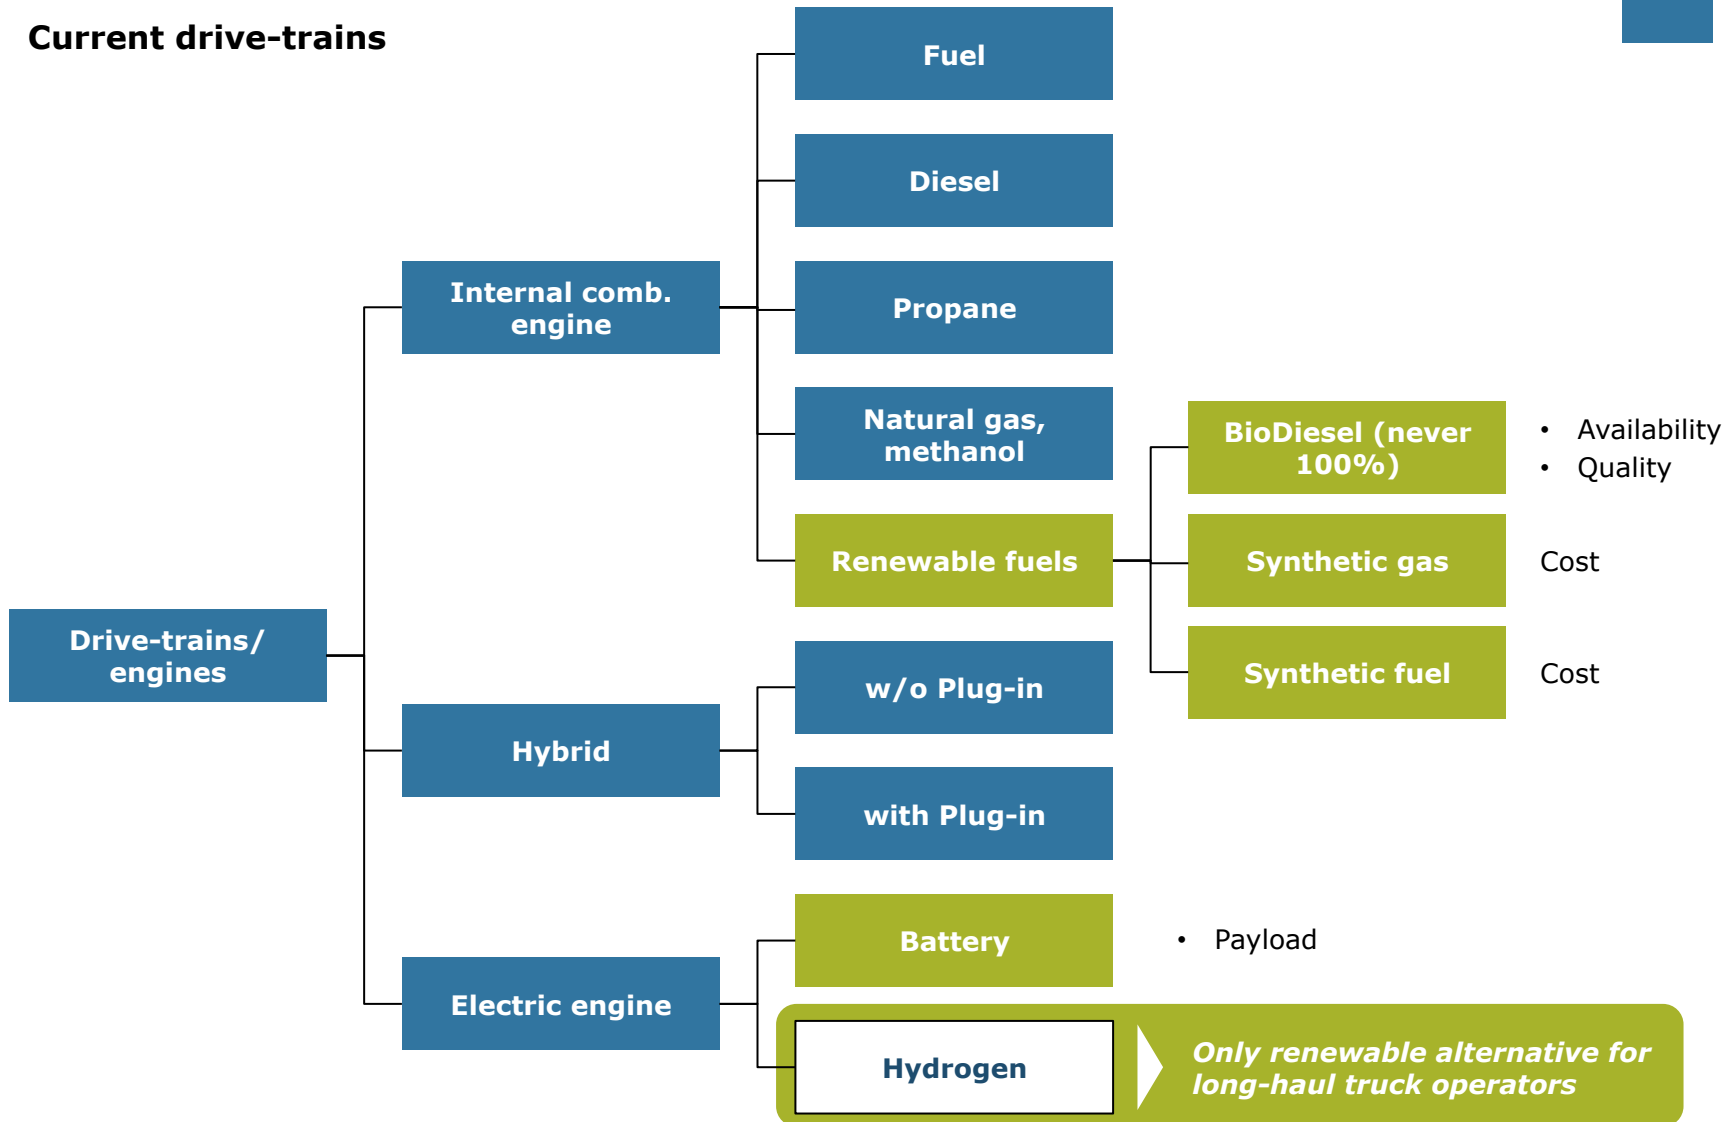 Current drive-trains
Fuel
Diesel
Internal comb.
engine
Propane
Natural gas,
methanol
BioDiesel (never
100%)
• Availability
• Quality
Renewable fuels
Synthetic gas
Cost
Drive-trains/
engines
w/o Plug-in
Synthetic fuel
Cost
Hybrid
with Plug-in
Battery
• Payload
Electric engine
Hydrogen
Only renewable alternative for
long-haul truck operators